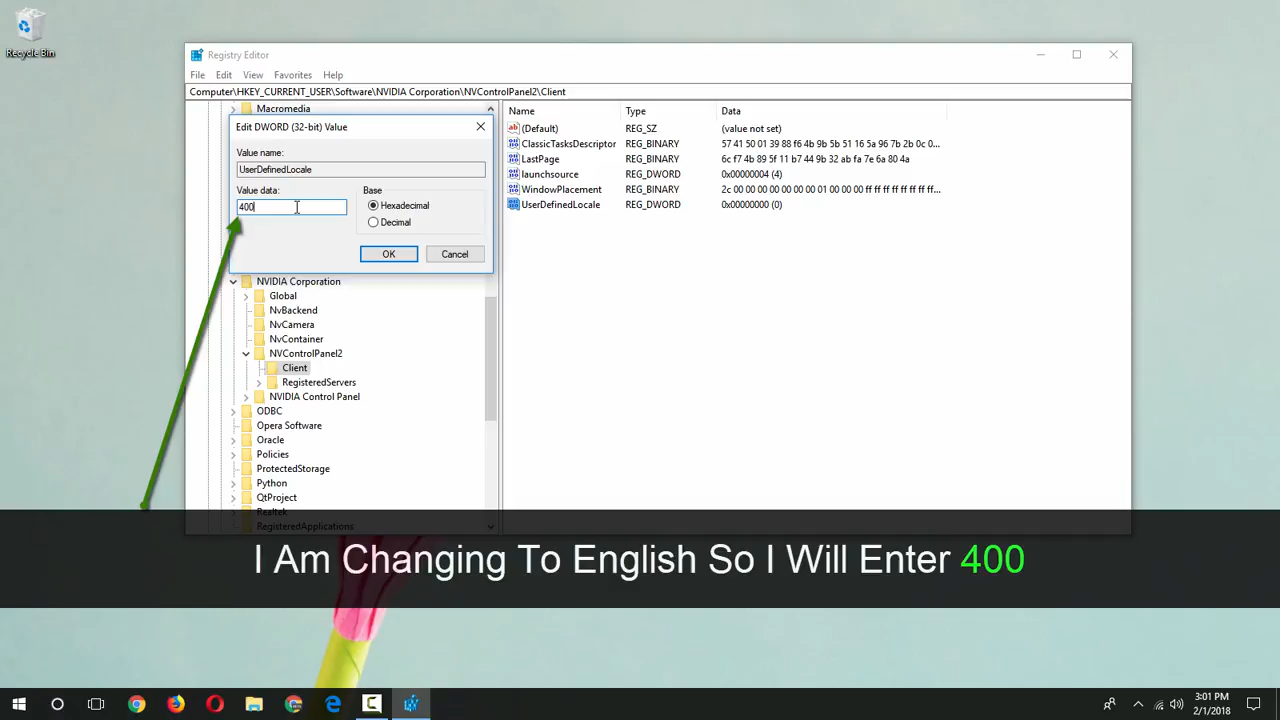 Recycle Bin
Registry Editor
File Edit View Favorites Help
Computer\HKEY_CURRENT_USER\Software\NVIDIA Corporation\NVControlPanel2\Client
Macromedia
Edit DWORD (32-bit) Value
Value name:
UserDefinedLocale
Value data:
400
Base
Hexadecimal
Decimal
OK Cancel
NVIDIA Corporation
Global
NvBackend
NvCamera
NvContainer
NVControlPanel2
Client
RegisteredServers
NVIDIA Control Panel
ODBC
Opera Software
Oracle
Policies
ProtectedStorage
Python
QtProject
Realtek
RegisteredApplications
Name Type Data
(Default) REG_SZ (value not set)
ClassicTasksDescriptor REG_BINARY 57 41 50 01 39 88 f6 4b 9b 5b 51 16 5a 96 7b 2b 0c 0...
LastPage REG_BINARY 6c f7 4b 89 5f 11 b7 44 9b 32 ab fa 7e 6a 80 4a
launchsource REG_DWORD 0x00000004 (4)
WindowPlacement REG_BINARY 2c 00 00 00 00 00 00 00 01 00 00 00 ff ff ff ff ff ff ff ff...
UserDefinedLocale REG_DWORD 0x00000000 (0)
I Am Changing To English So I Will Enter 400
3:01 PM
2/1/2018